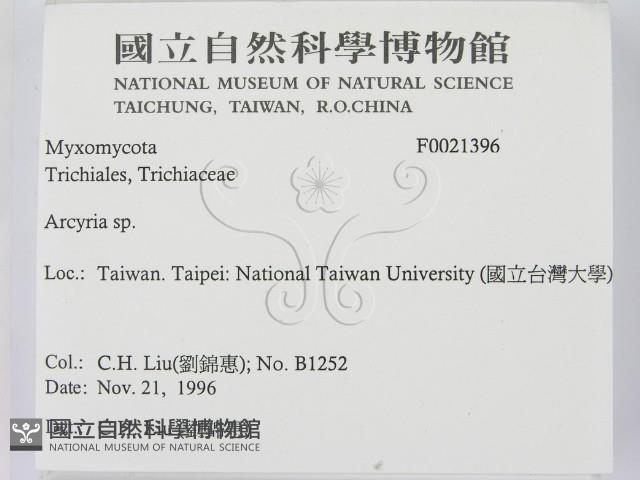 國立自然科學博物館
NATIONAL MUSEUM OF NATURAL SCIENCE
TAICHUNG, TAIWAN, R.O.CHINA
Myxomycota F0021396
Trichiales, Trichiaceae
Arcyria sp.
Loc.: Taiwan. Taipei: National Taiwan University (國立台灣大學)
Col.: C.H. Liu(劉錦惠); No. B1252
Date: Nov. 21, 1996
國立自然科學博物館
NATIONAL MUSEUM OF NATURAL SCIENCE